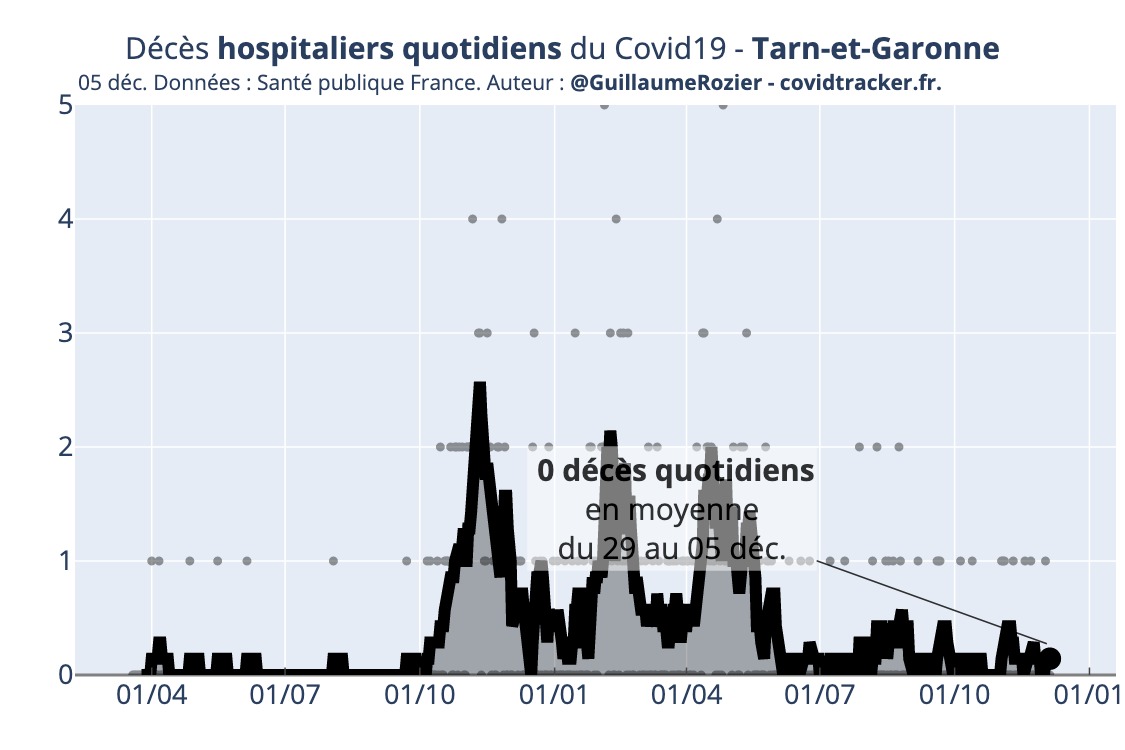 Décès hospitaliers quotidiens du Covid19 - Tarn-et-Garonne
05 déc. Données : Santé publique France. Auteur : @GuillaumeRozier - covidtracker.fr.
5
4
3
2
1
0
0 décès quotidiens
en moyenne
du 29 au 05 déc.
01/04 01/07 01/10 01/01 01/04 01/07 01/10 01/01